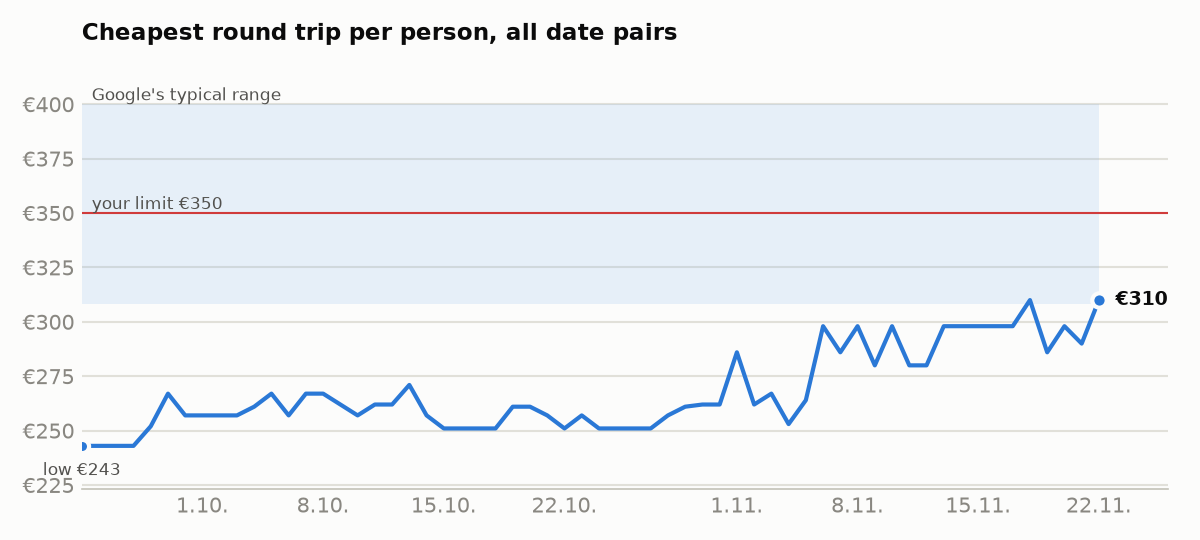 Cheapest round trip per person, all date pairs
Google's typical range
€400
€375
your limit €350
€350
€325
€310
€300
€275
€250
low €243
€225
1.10. 8.10. 15.10. 22.10. 1.11. 8.11. 15.11. 22.11.